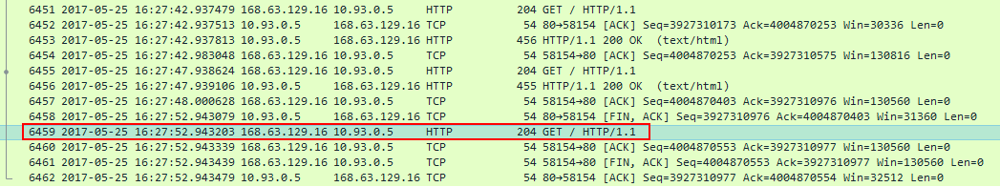 6451 2017-05-25 16:27:42.937479 168.63.129.16 10.93.0.5 HTTP 204 GET / HTTP/1.1
6452 2017-05-25 16:27:42.937513 10.93.0.5 168.63.129.16 TCP 54 80→58154 [ACK] Seq=3927310173 Ack=4004870253 Win=30336 Len=0
6453 2017-05-25 16:27:42.937813 10.93.0.5 168.63.129.16 HTTP 456 HTTP/1.1 200 OK (text/html)
6454 2017-05-25 16:27:42.983048 168.63.129.16 10.93.0.5 TCP 54 58154→80 [ACK] Seq=4004870253 Ack=3927310575 Win=130816 Len=0
6455 2017-05-25 16:27:47.938624 168.63.129.16 10.93.0.5 HTTP 204 GET / HTTP/1.1
6456 2017-05-25 16:27:47.939106 10.93.0.5 168.63.129.16 HTTP 455 HTTP/1.1 200 OK (text/html)
6457 2017-05-25 16:27:48.000628 168.63.129.16 10.93.0.5 TCP 54 58154→80 [ACK] Seq=4004870403 Ack=3927310976 Win=130560 Len=0
6458 2017-05-25 16:27:52.943079 10.93.0.5 168.63.129.16 TCP 54 80→58154 [FIN, ACK] Seq=3927310976 Ack=4004870403 Win=31360 Len=0
6459 2017-05-25 16:27:52.943203 168.63.129.16 10.93.0.5 HTTP 204 GET / HTTP/1.1
6460 2017-05-25 16:27:52.943339 168.63.129.16 10.93.0.5 TCP 54 58154→80 [ACK] Seq=4004870553 Ack=3927310977 Win=130560 Len=0
6461 2017-05-25 16:27:52.943439 168.63.129.16 10.93.0.5 TCP 54 58154→80 [FIN, ACK] Seq=4004870553 Ack=3927310977 Win=130560 Len=0
6462 2017-05-25 16:27:52.943479 10.93.0.5 168.63.129.16 TCP 54 80→58154 [ACK] Seq=3927310977 Ack=4004870554 Win=32512 Len=0